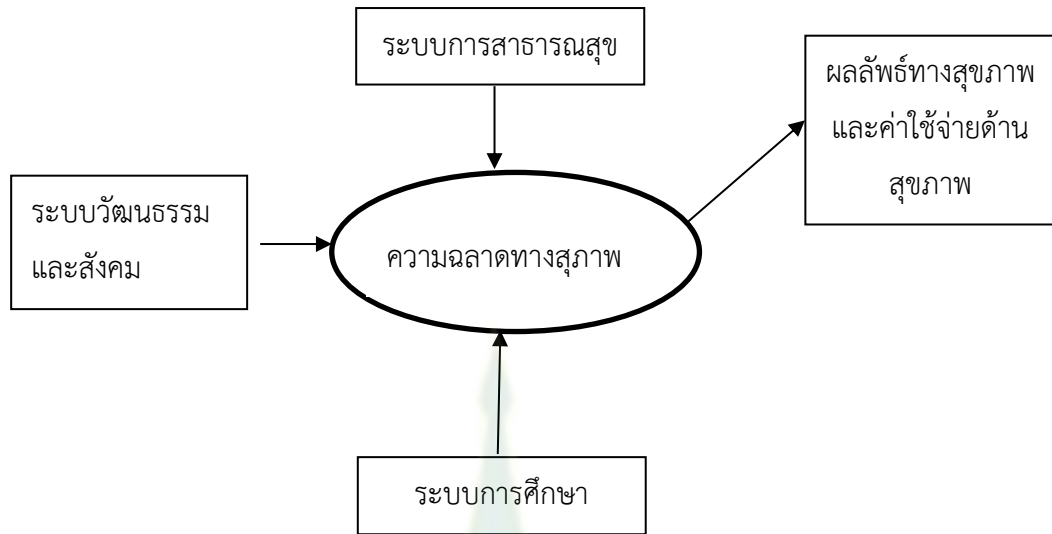 ระบบการสาธารณสุข
ผลลัพธ์ทางสุขภาพ
และค่าใช้จ่ายด้าน
สุขภาพ
ระบบวัฒนธรรม
และสังคม
ความฉลาดทางสุภาพ
ระบบการศึกษา